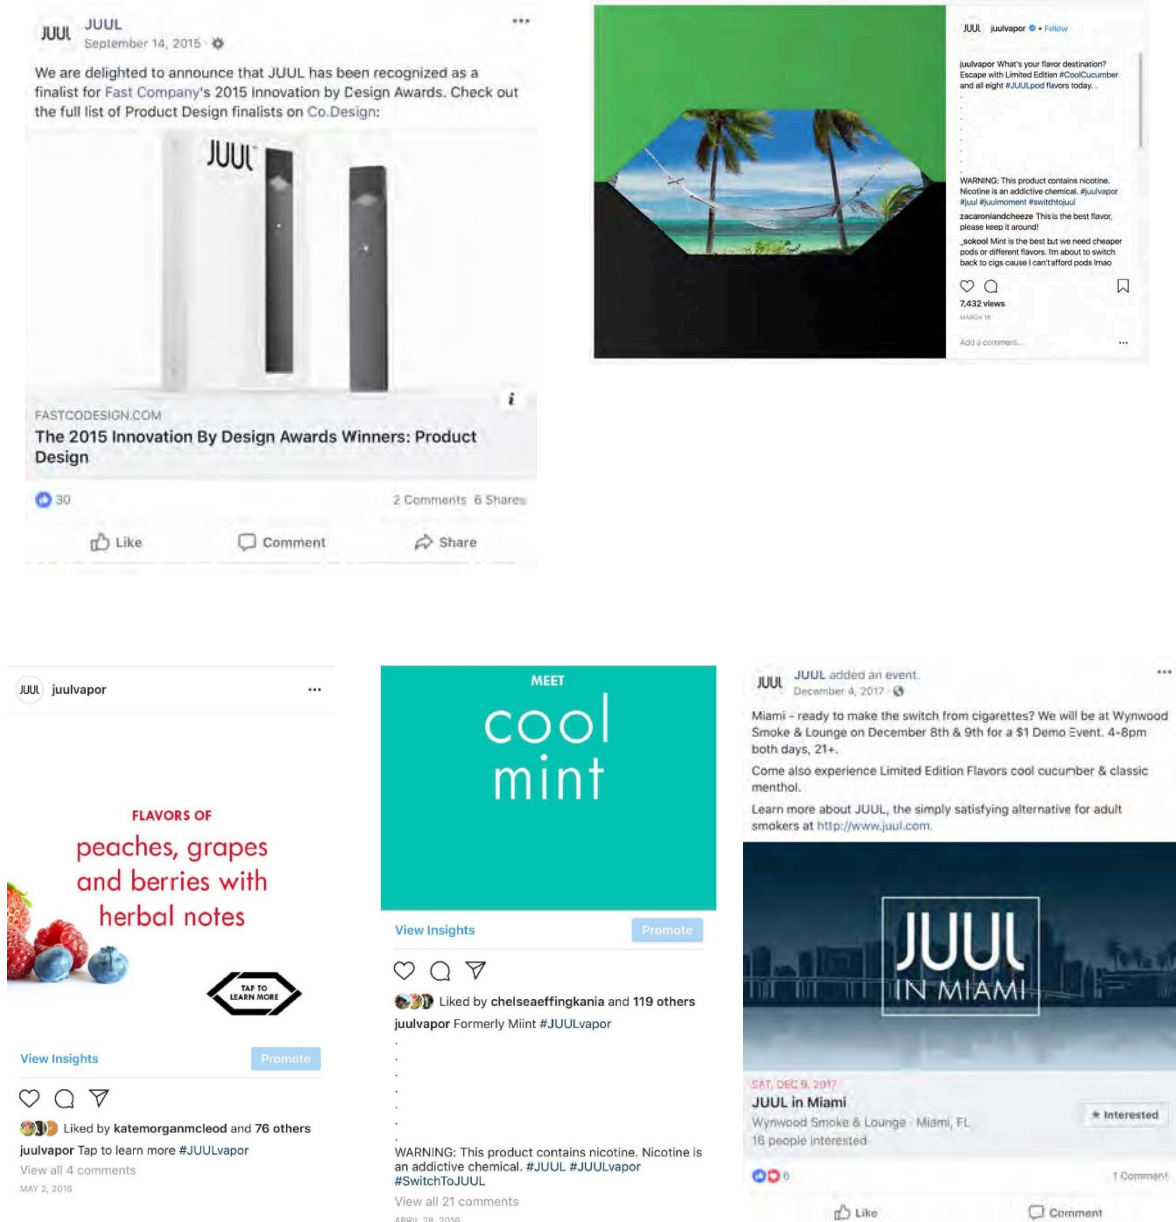 JUUL
JUUL
September 14, 2015 ·
We are delighted to announce that JUUL has been recognized as a
finalist for Fast Company's 2015 Innovation by Design Awards. Check out
the full list of Product Design finalists on Co.Design:
JUUL
FASTCODESIGN.COM
i
The 2015 Innovation By Design Awards Winners: Product
Design
30
2 Comments 6 Shares
Like
Comment
Share
JUUL juulvapor • Follow
juulvapor What's your flavor destination?
Escape with Limited Edition #CoolCucumber
and all eight #JUULpod flavors today. .
.
.
.
.
.
.
WARNING: This product contains nicotine.
Nicotine is an addictive chemical. #juulvapor
#juul #juulmoment #switchtojuul
zacaroniandcheeze This is the best flavor,
please keep it around!
_sokool Mint is the best but we need cheaper
pods or different flavors. Im about to switch
back to cigs cause I can't afford pods lmao
7,432 views
MARCH 16
Add a comment...
JUUL juulvapor
FLAVORS OF
peaches, grapes
and berries with
herbal notes
TAP TO
LEARN MORE
View Insights
Promote
Liked by katemorganmcleod and 76 others
juulvapor Tap to learn more #JUULvapor
View all 4 comments
MAY 2, 2016
MEET
cool
mint
View Insights
Promote
Liked by chelseaeffingkania and 119 others
juulvapor Formerly Miint #JUULvapor
.
.
.
.
.
WARNING: This product contains nicotine. Nicotine is
an addictive chemical. #JUUL #JUULvapor
#SwitchToJUUL
View all 21 comments
APRIL 28, 2016
JUUL
JUUL added an event.
December 4, 2017 ·
Miami - ready to make the switch from cigarettes? We will be at Wynwood
Smoke & Lounge on December 8th & 9th for a $1 Demo Event. 4-8pm
both days, 21+.
Come also experience Limited Edition Flavors cool cucumber & classic
menthol.
Learn more about JUUL, the simply satisfying alternative for adult
smokers at http://www.juul.com.
JUUL
IN MIAMI
SAT, DEC 9, 2017
JUUL in Miami
Wynwood Smoke & Lounge · Miami, FL
16 people interested
Interested
6
1 Comment
Like
Comment